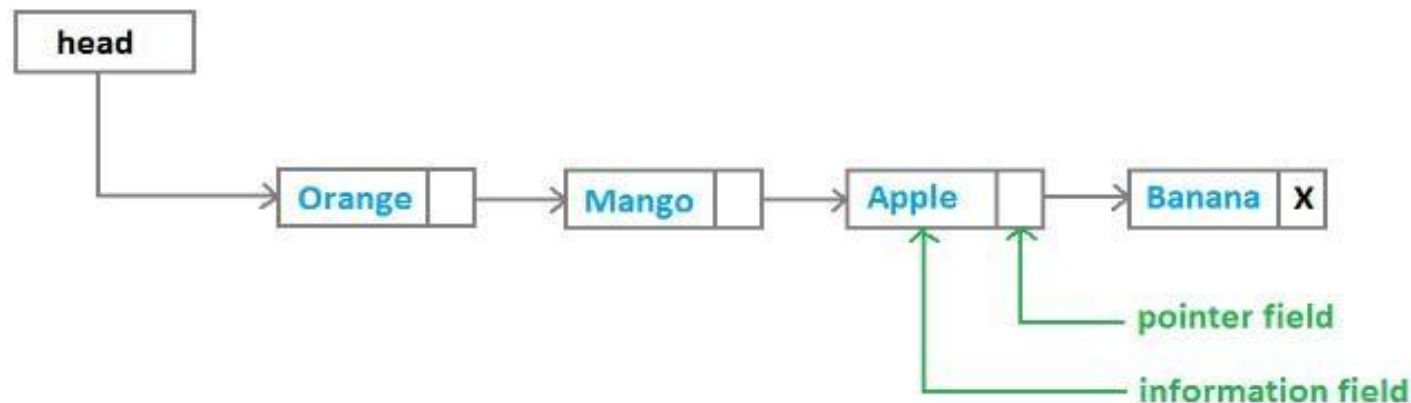 head
Orange
Mango
Apple
Banana X
pointer field
information field